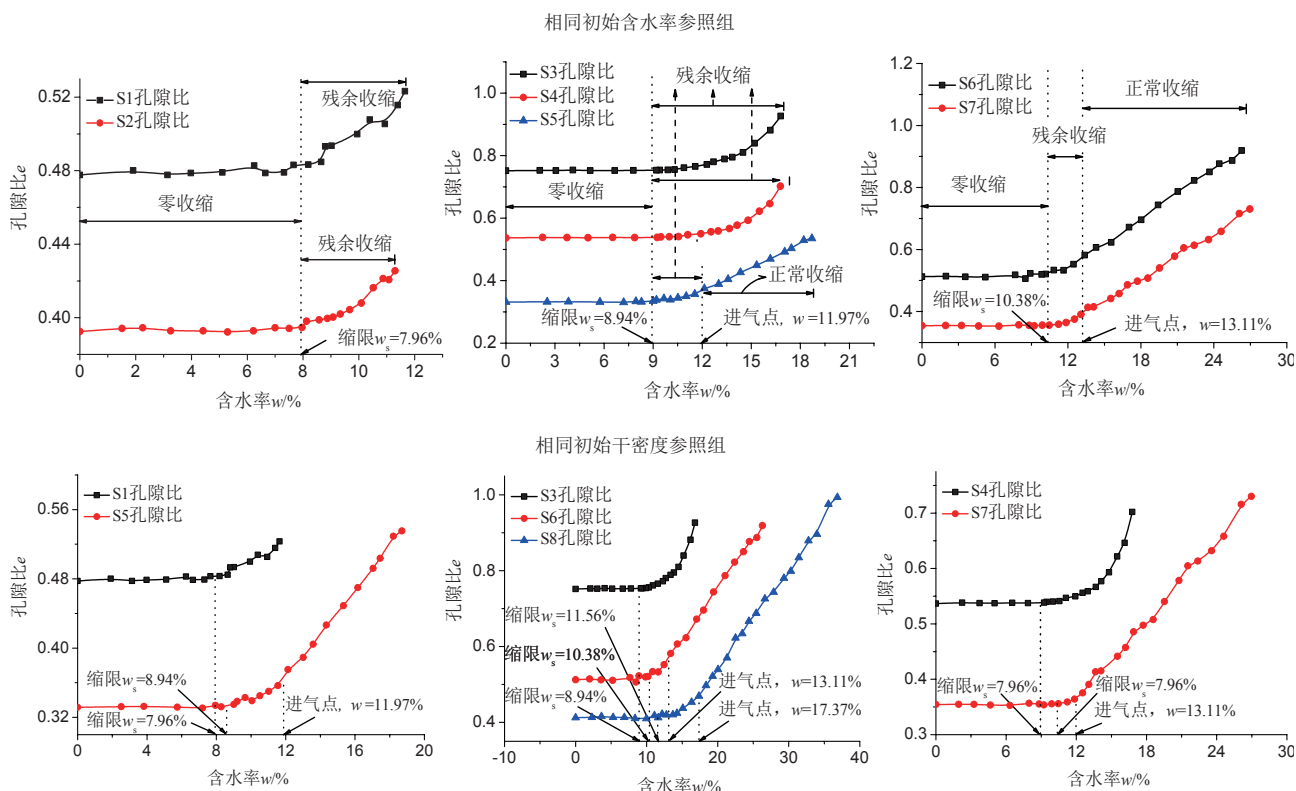 相同初始含水率参照组
孔隙比e
0.52
0.48
0.44
0.40
S1孔隙比
S2孔隙比
残余收缩
零收缩
残余收缩
缩限ws=7.96%
0 2 4 6 8 10 12
含水率w/%
孔隙比e
1.0
0.8
0.6
0.4
0.2
S3孔隙比
S4孔隙比
S5孔隙比
残余收缩
零收缩
正常收缩
缩限ws=8.94%
进气点, w=11.97%
0 3 6 9 12 15 18 21
含水率w/%
孔隙比e
1.2
1.0
0.8
0.6
0.4
0.2
S6孔隙比
S7孔隙比
正常收缩
残余收缩
零收缩
缩限ws=10.38%
进气点，w=13.11%
0 6 12 18 24 30
含水率w/%
相同初始干密度参照组
孔隙比e
0.56
0.48
0.40
0.32
S1孔隙比
S5孔隙比
缩限ws=8.94%
缩限ws=7.96%
进气点, w=11.97%
0 4 8 12 16 20
含水率w/%
孔隙比e
1.0
0.8
0.6
0.4
S3孔隙比
S6孔隙比
S8孔隙比
缩限ws=11.56%
缩限ws=10.38%
缩限ws=8.94%
进气点，w=13.11%
进气点，w=17.37%
-10 0 10 20 30 40
含水率w/%
孔隙比e
0.7
0.6
0.5
0.4
0.3
S4孔隙比
S7孔隙比
缩限ws=7.96%
缩限ws=7.96%
进气点，w=13.11%
0 6 12 18 24 30
含水率w/%